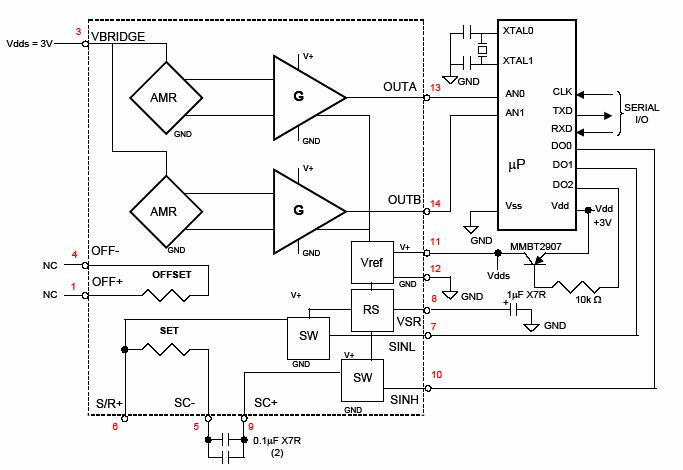 3
Vdds = 3V
VBRIDGE
XTAL0
XTAL1
GND
V+
AMR
G
GND
GND
OUTA
13
AN0
AN1
CLK
TXD
RXD
SERIAL
I/O
DO0
DO1
DO2
µP
V+
AMR
G
GND
GND
OUTB
14
Vss
GND
Vdd
Vdd
+3V
MMBT2907
4
OFF-
NC
1
OFF+
NC
OFFSET
Vref
V+
11
GND
12
GND
Vdds
10k Ω
V+
RS
VSR
8
+
1µF X7R
GND
SW
GND
SINL
7
SET
V+
SW
GND
SINH
10
S/R+
SC-
SC+
6
5
9
0.1µF X7R
(2)